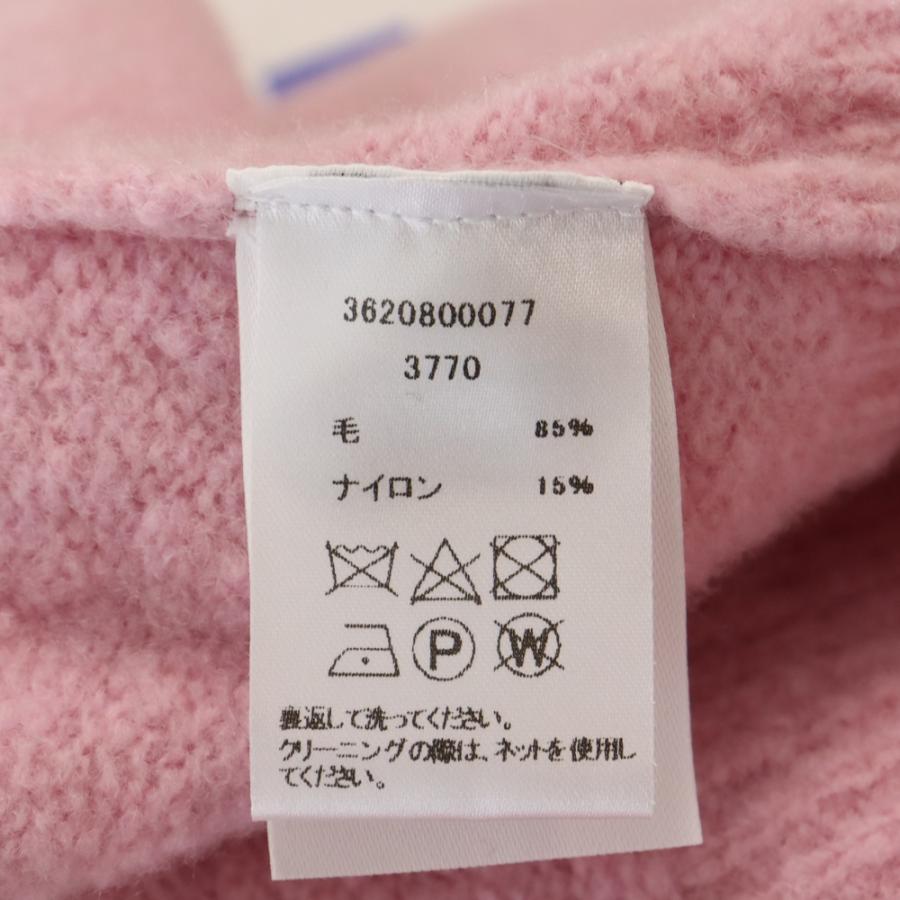 3620800077
3770
毛 85%
ナイロン 15%
P W
裏返して洗ってください。
クリーニングの際は、ネットを使用し
てください。